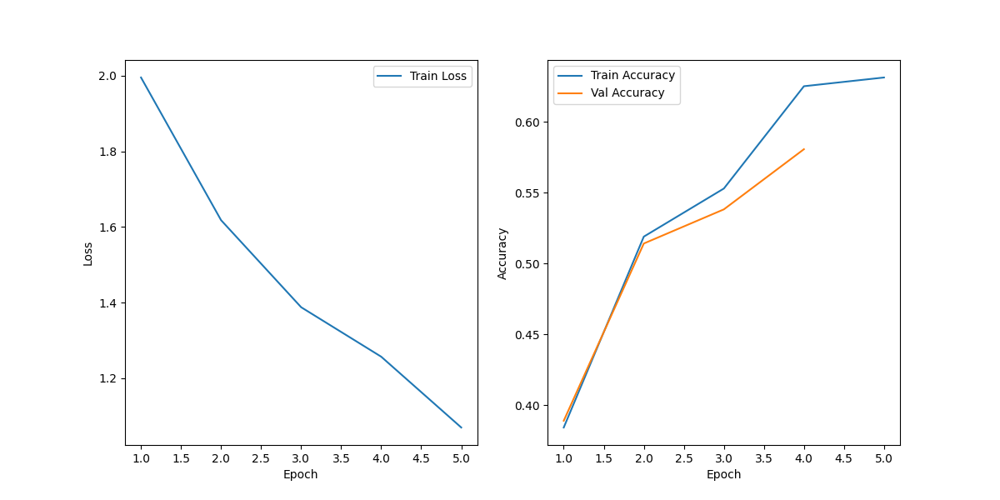 Train Loss
2.0
1.8
1.6
1.4
1.2
Loss
1.0 1.5 2.0 2.5 3.0 3.5 4.0 4.5 5.0
Epoch
Train Accuracy
Val Accuracy
0.60
0.55
0.50
0.45
0.40
Accuracy
1.0 1.5 2.0 2.5 3.0 3.5 4.0 4.5 5.0
Epoch